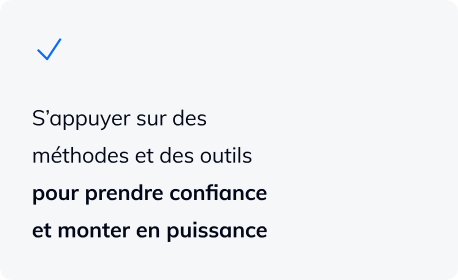 S’appuyer sur des
méthodes et des outils
pour prendre confiance
et monter en puissance